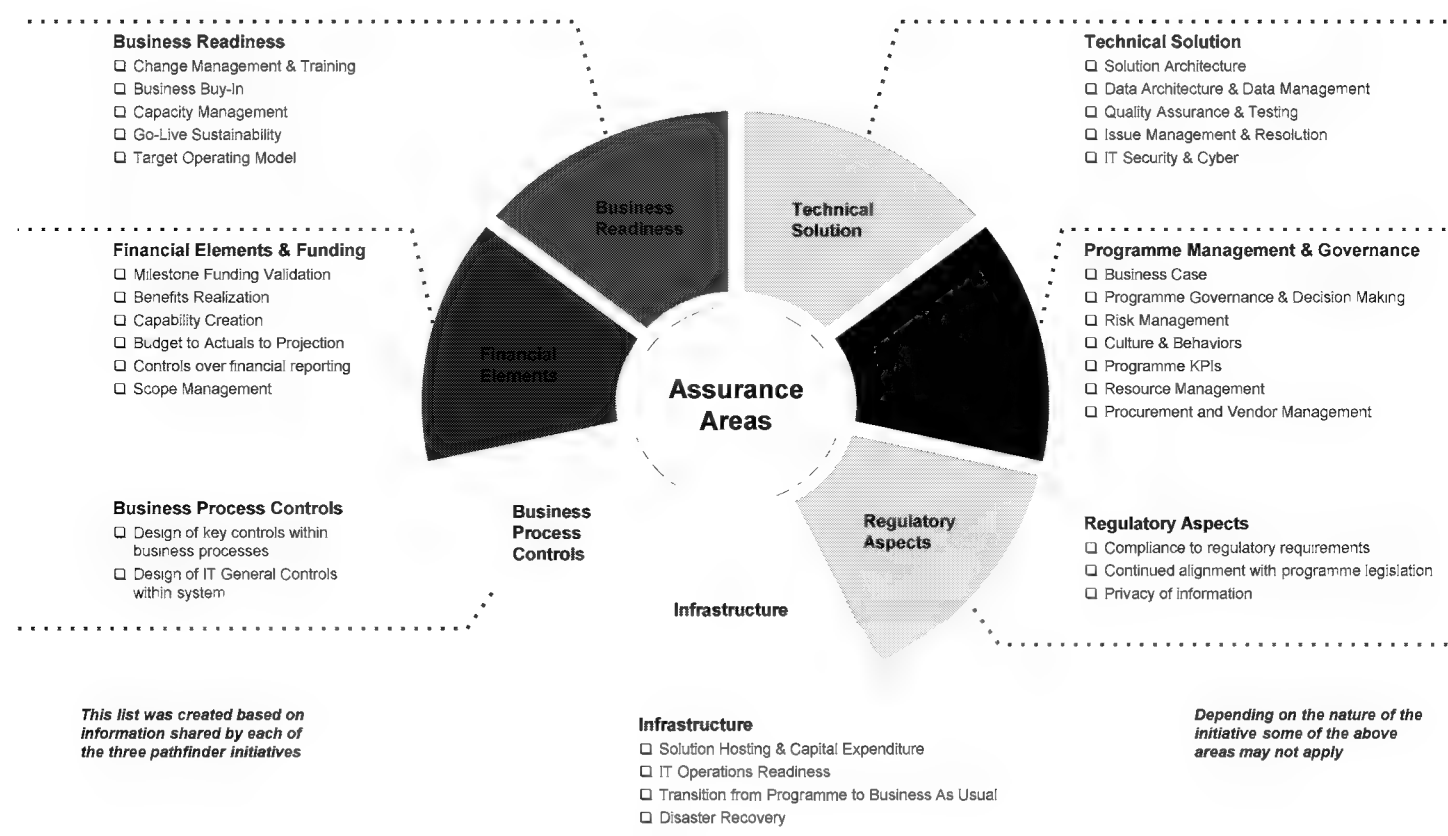 Business Readiness
❑ Change Management & Training
❑ Business Buy-In
❑ Capacity Management
❑ Go-Live Sustainability
❑ Target Operating Model
Technical Solution
❑ Solution Architecture
❑ Data Architecture & Data Management
❑ Quality Assurance & Testing
❑ Issue Management & Resolution
❑ IT Security & Cyber
Financial Elements & Funding
❑ Milestone Funding Validation
❑ Benefits Realization
❑ Capability Creation
❑ Budget to Actuals to Projection
❑ Controls over financial reporting
❑ Scope Management
Business
Readiness
Technical
Solution
Financial
Elements
Assurance
Areas
Business
Process
Controls
Regulatory
Aspects
Infrastructure
Programme Management & Governance
❑ Business Case
❑ Programme Governance & Decision Making
❑ Risk Management
❑ Culture & Behaviors
❑ Programme KPIs
❑ Resource Management
❑ Procurement and Vendor Management
Business Process Controls
❑ Design of key controls within
business processes
❑ Design of IT General Controls
within system
Regulatory Aspects
❑ Compliance to regulatory requirements
❑ Continued alignment with programme legislation
❑ Privacy of information
This list was created based on
information shared by each of
the three pathfinder initiatives
Infrastructure
❑ Solution Hosting & Capital Expenditure
❑ IT Operations Readiness
❑ Transition from Programme to Business As Usual
❑ Disaster Recovery
Depending on the nature of the
initiative some of the above
areas may not apply